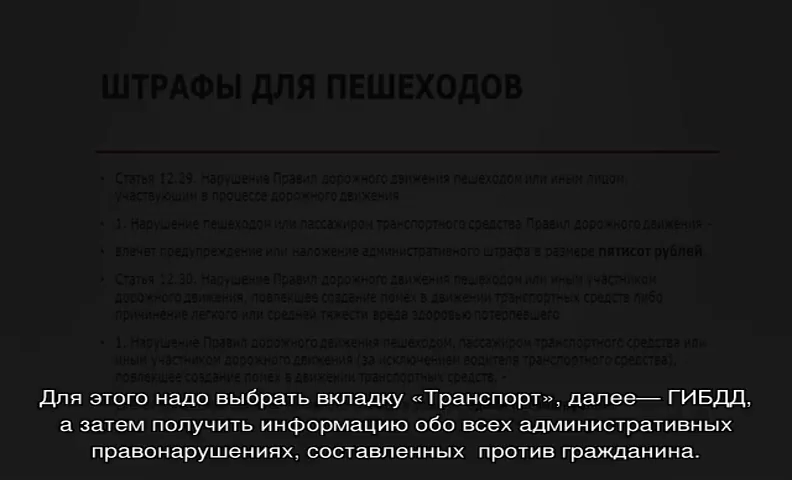 ШТРАФЫ ДЛЯ ПЕШЕХОДОВ
• Статья 12.29. Нарушение Правил дорожного движения пешеходом или иным лицом,
участвующим в процессе дорожного движения
• 1. Нарушение пешеходом или пассажиром транспортного средства Правил дорожного движения -
• влечет предупреждение или наложение административного штрафа в размере пятисот рублей
• Статья 12.30. Нарушение Правил дорожного движения пешеходом или иным участником
дорожного движения, повлекшее создание помех в движении транспортных средств либо
причинение легкого или средней тяжести вреда здоровью потерпевшего
• 1. Нарушение Правил дорожного движения пешеходом, пассажиром транспортного средства или
иным участником дорожного движения (за исключением водителя транспортного средства),
повлекшее создание помех в движении транспортных средств, -
Для этого надо выбрать вкладку «Транспорт», далее— ГИБДД,
а затем получить информацию обо всех административных
правонарушениях, составленных против гражданина.